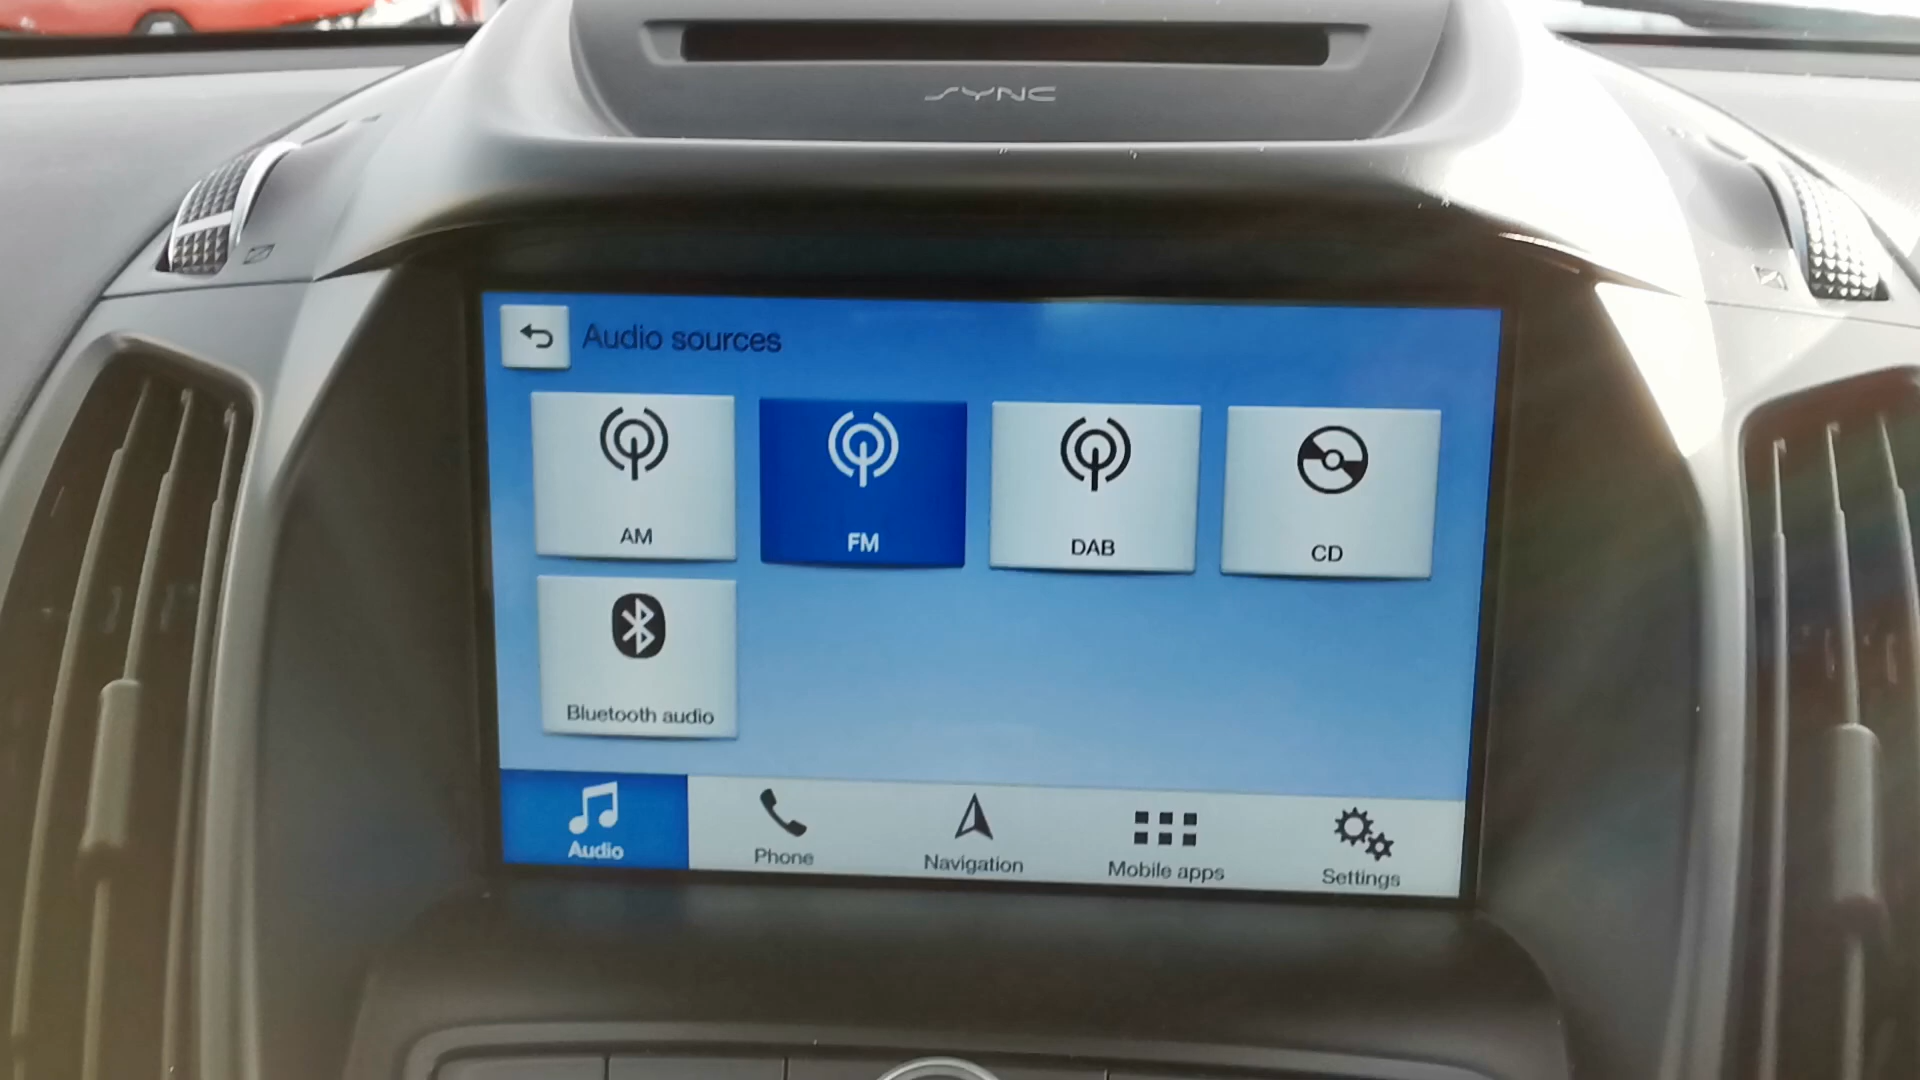 SYNC
Audio sources
AM
FM
DAB
CD
Bluetooth audio
Audio
Phone
Navigation
Mobile apps
Settings